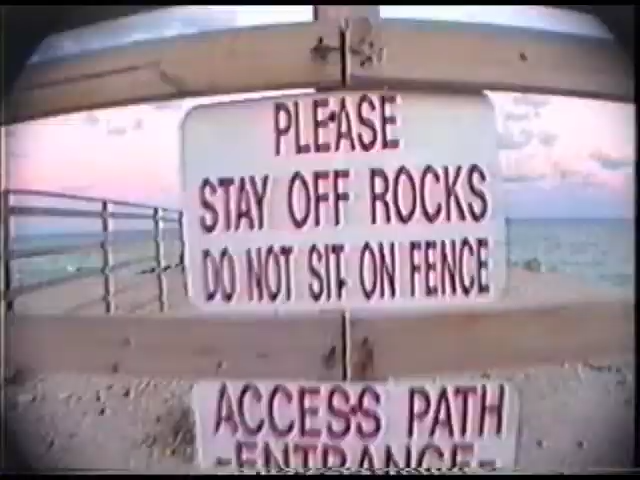 PLEASE
STAY OFF ROCKS
DO NOT SIT ON FENCE
ACCESS PATH
-ENTRANCE-